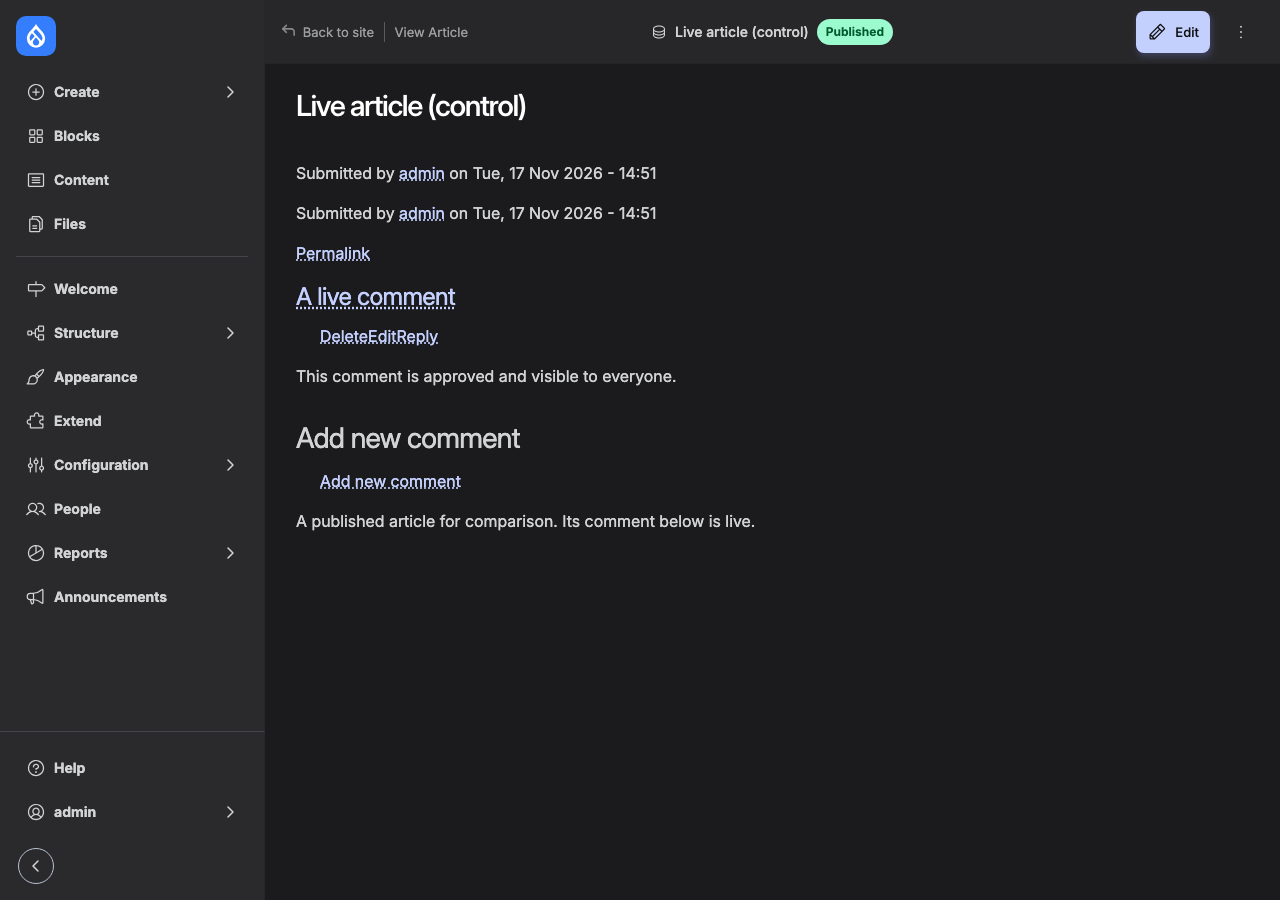 Create
Blocks
Content
Files
Welcome
Structure
Appearance
Extend
Configuration
People
Reports
Announcements
Help
admin
Back to site
View Article
Live article (control)
Published
Edit
Live article (control)
Submitted by admin on Tue, 17 Nov 2026 - 14:51
Submitted by admin on Tue, 17 Nov 2026 - 14:51
Permalink
A live comment
DeleteEditReply
This comment is approved and visible to everyone.
Add new comment
Add new comment
A published article for comparison. Its comment below is live.